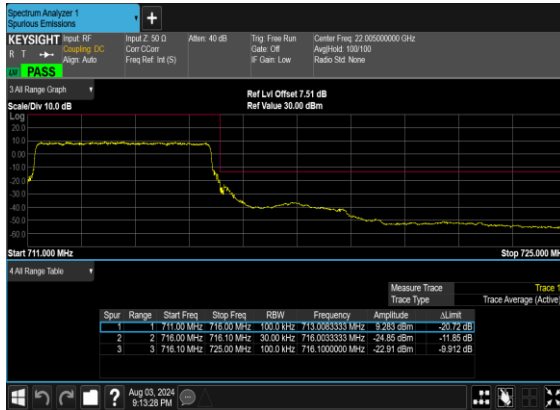 Spectrum Analyzer 1
Spurious Emissions
+
KEYSIGHT Input: RF Input Z: 50 Ω Atten: 40 dB Trig: Free Run Center Freq: 22.005000000 GHz
R T Coupling: DC Corr CCorr Gate: Off Avg|Hold: 100/100
Align: Auto Freq Ref: Int (S) IF Gain: Low Radio Std: None
LV PASS
3 All Range Graph
Ref Lvl Offset 7.51 dB
Scale/Div 10.0 dB Ref Value 30.00 dBm
Log
20.0
10.0
0.00
-10.0
-20.0
-30.0
-40.0
-50.0
-60.0
Start 711.000 MHz Stop 725.000 MH
4 All Range Table
Measure Trace Trace 1
Trace Type Trace Average (Active)
Spur Range Start Freq Stop Freq RBW Frequency Amplitude ΔLimit
1 1 711.00 MHz 716.00 MHz 100.0 kHz 713.0083333 MHz 9.283 dBm -20.72 dB
2 2 716.00 MHz 716.10 MHz 30.00 kHz 716.0033333 MHz -24.85 dBm -11.85 dB
3 3 716.10 MHz 725.00 MHz 100.0 kHz 716.1000000 MHz -22.91 dBm -9.912 dB
? Aug 03, 2024
9:13:28 PM